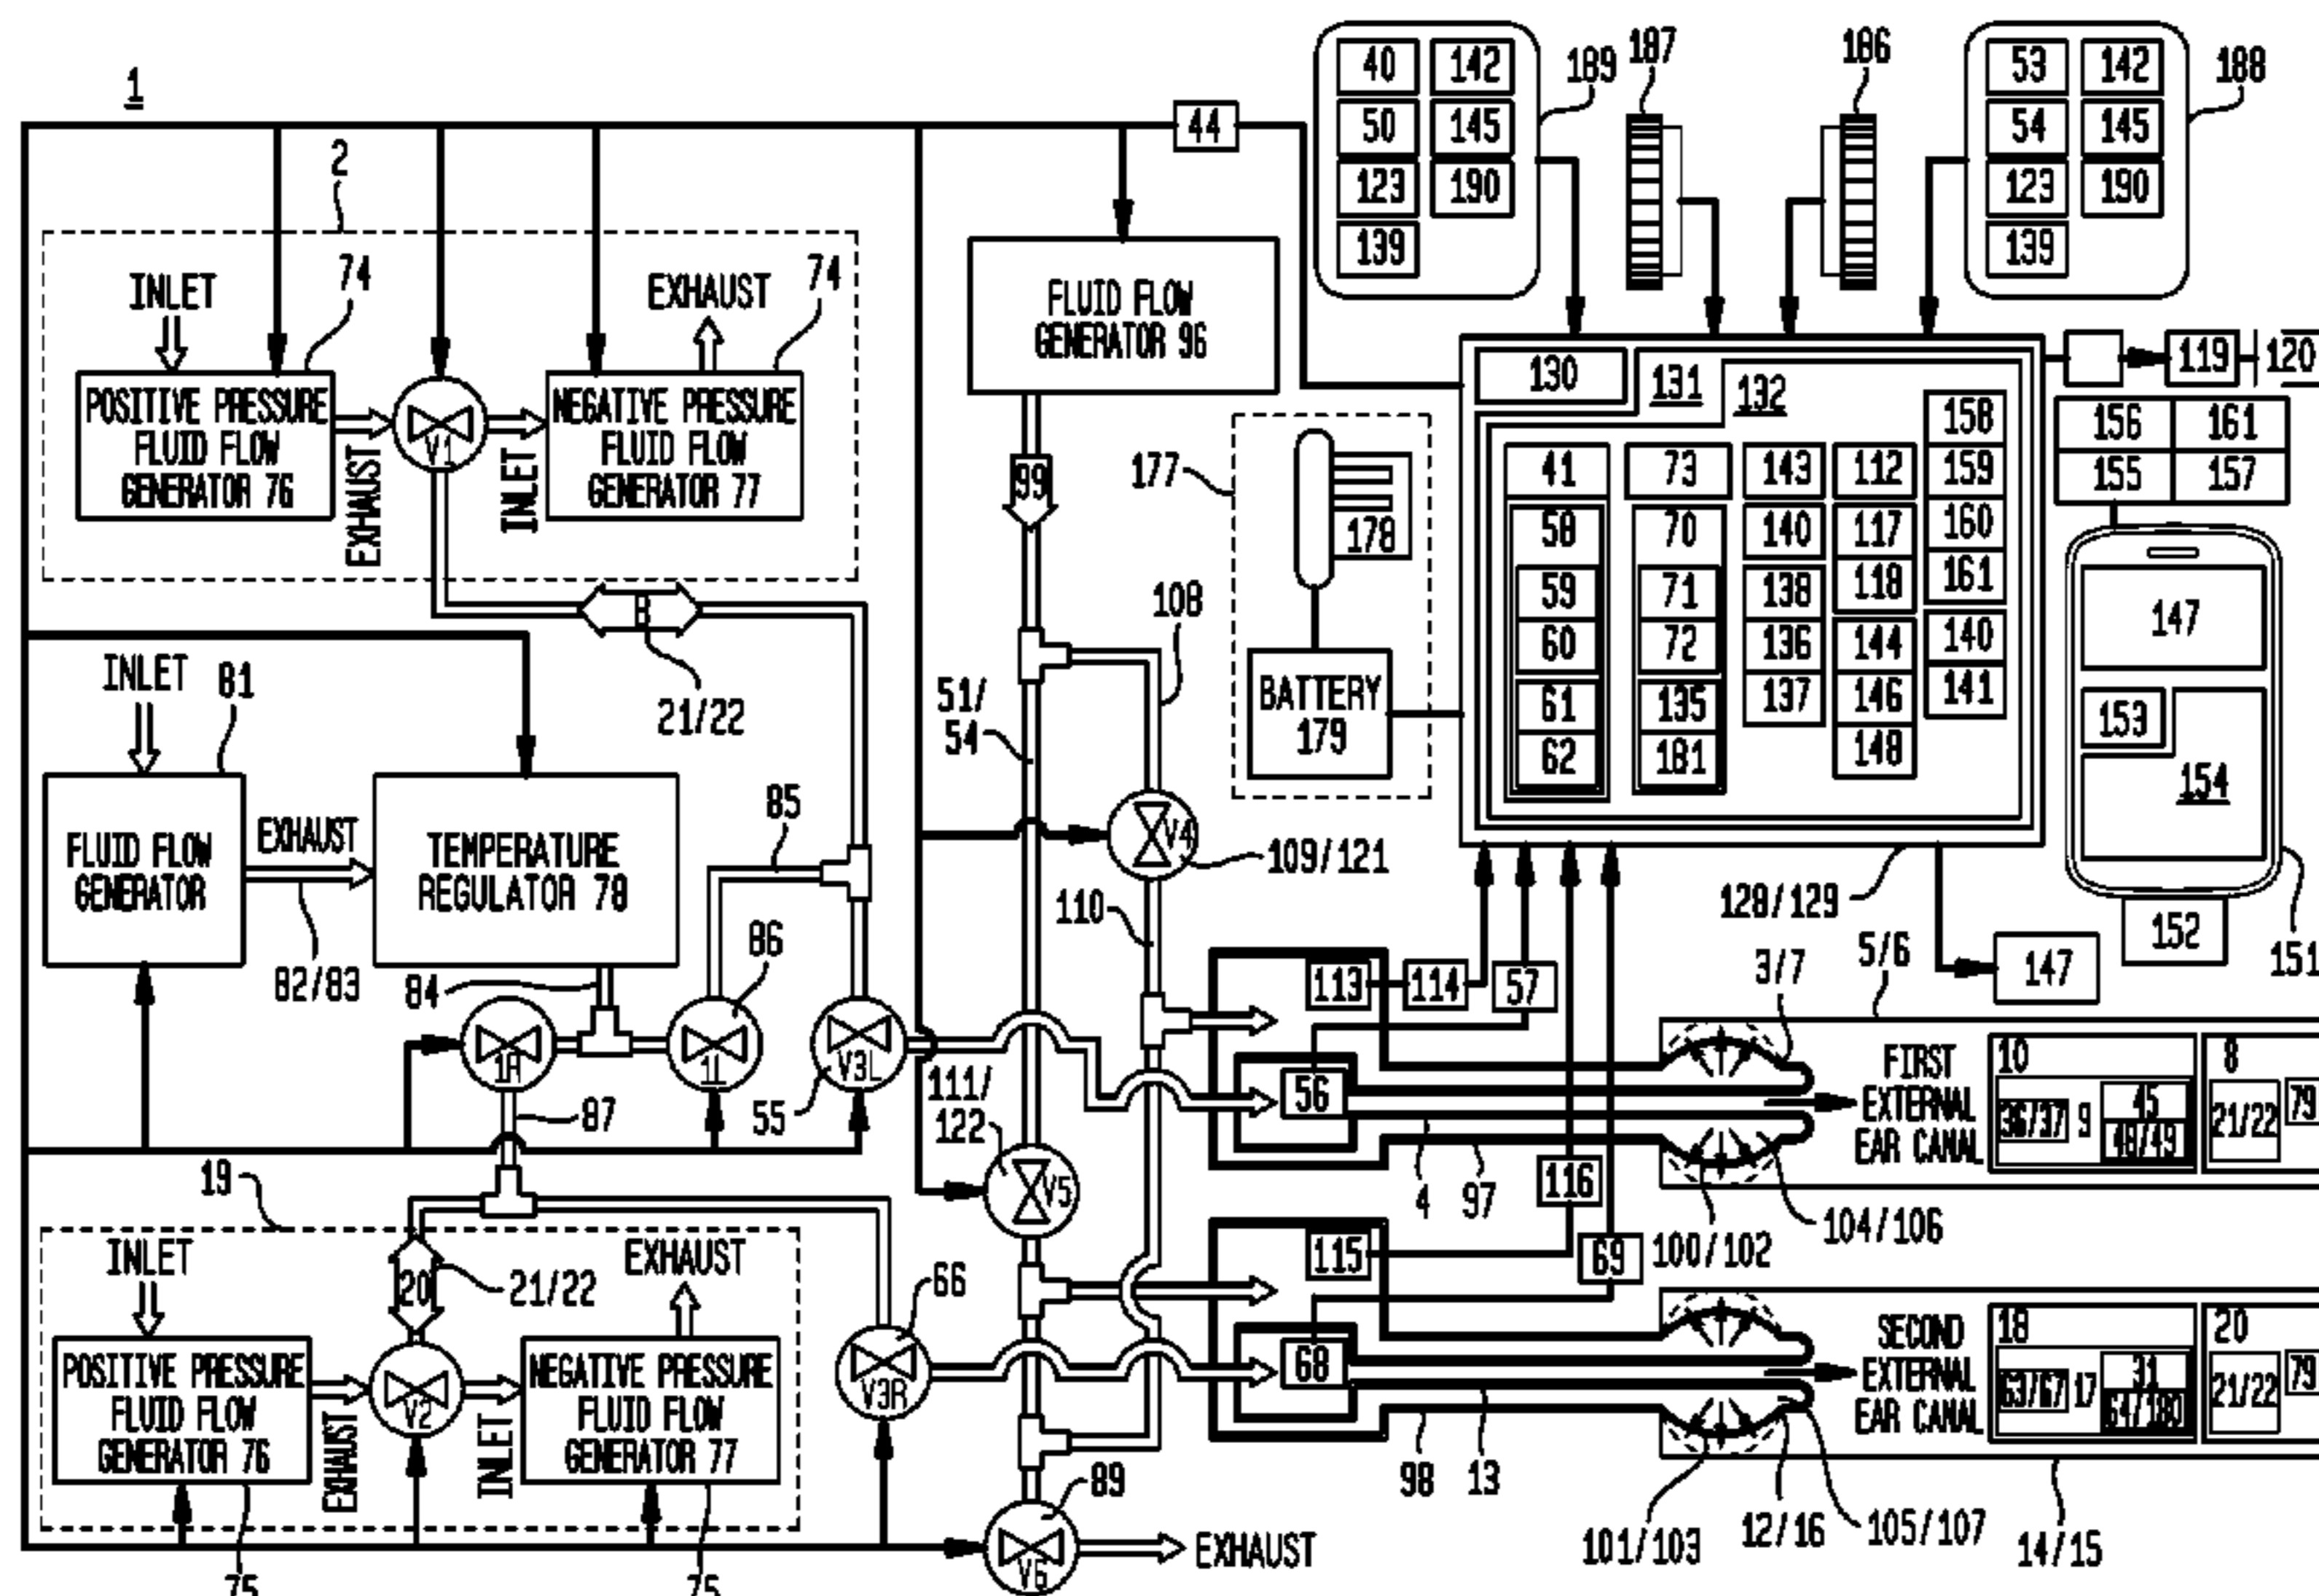 1
2
44
40
142
50
145
123
190
139
189
187
186
53
142
54
145
123
190
139
188
INLET
74
EXHAUST
74
POSITIVE PRESSURE
FLUID FLOW
GENERATOR 76
EXHAUST
V1
INLET
NEGATIVE PRESSURE
FLUID FLOW
GENERATOR 77
FLUID FLOW
GENERATOR 96
99
177
178
BATTERY
179
130
131
132
41
58
59
60
61
62
73
70
71
72
135
181
143
140
138
136
137
112
117
118
144
146
148
158
159
160
161
140
141
119
120
156
161
155
157
147
153
154
152
151
128/129
147
21/22
INLET
81
FLUID FLOW
GENERATOR
EXHAUST
82/83
TEMPERATURE
REGULATOR 78
84
85
86
1R
1L
V3L
55
87
51/
54
108
V4
109/121
110
111/
122
V5
113
114
57
56
4
97
116
5/6
3/7
FIRST
EXTERNAL
EAR CANAL
10
36/37
9
45
48/49
8
21/22
79
100/102
104/106
19
INLET
20
21/22
EXHAUST
66
POSITIVE PRESSURE
FLUID FLOW
GENERATOR 76
EXHAUST
V2
INLET
NEGATIVE PRESSURE
FLUID FLOW
GENERATOR 77
V3R
75
75
115
69
68
98
13
89
V6
EXHAUST
SECOND
EXTERNAL
EAR CANAL
18
63/67
17
31
64/180
20
21/22
79
101/103
12/16
105/107
14/15